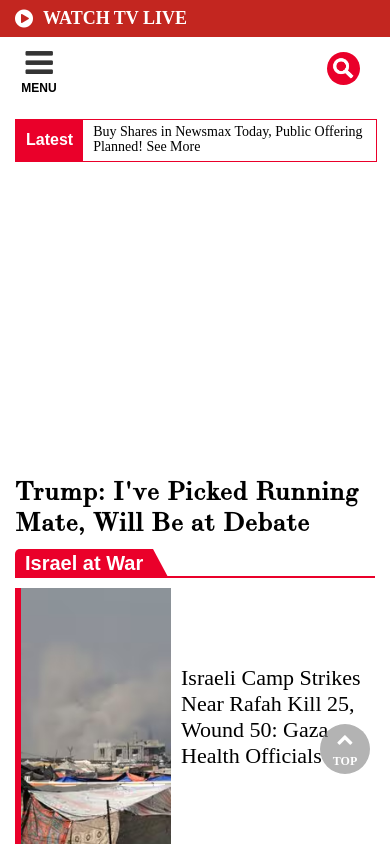 WATCH TV LIVE
MENU
Latest
Buy Shares in Newsmax Today, Public Offering
Planned! See More
Trump: I've Picked Running
Mate, Will Be at Debate
Israel at War
Israeli Camp Strikes
Near Rafah Kill 25,
Wound 50: Gaza
Health Officials
TOP